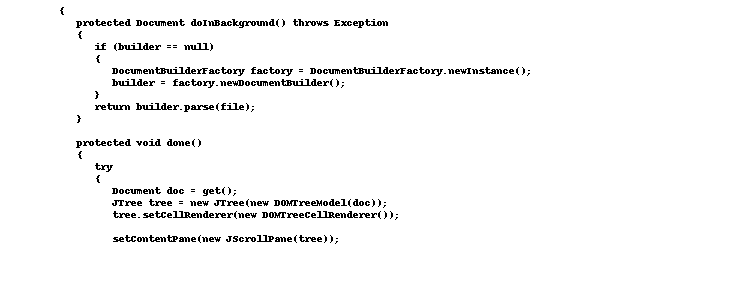 {
protected Document doInBackground() throws Exception
{
if (builder == null)
{
DocumentBuilderFactory factory = DocumentBuilderFactory.newInstance();
builder = factory.newDocumentBuilder();
}
return builder.parse(file);
}
protected void done()
{
try
{
Document doc = get();
JTree tree = new JTree(new DOMTreeModel(doc));
tree.setCellRenderer(new DOMTreeCellRenderer());
setContentPane(new JScrollPane(tree));